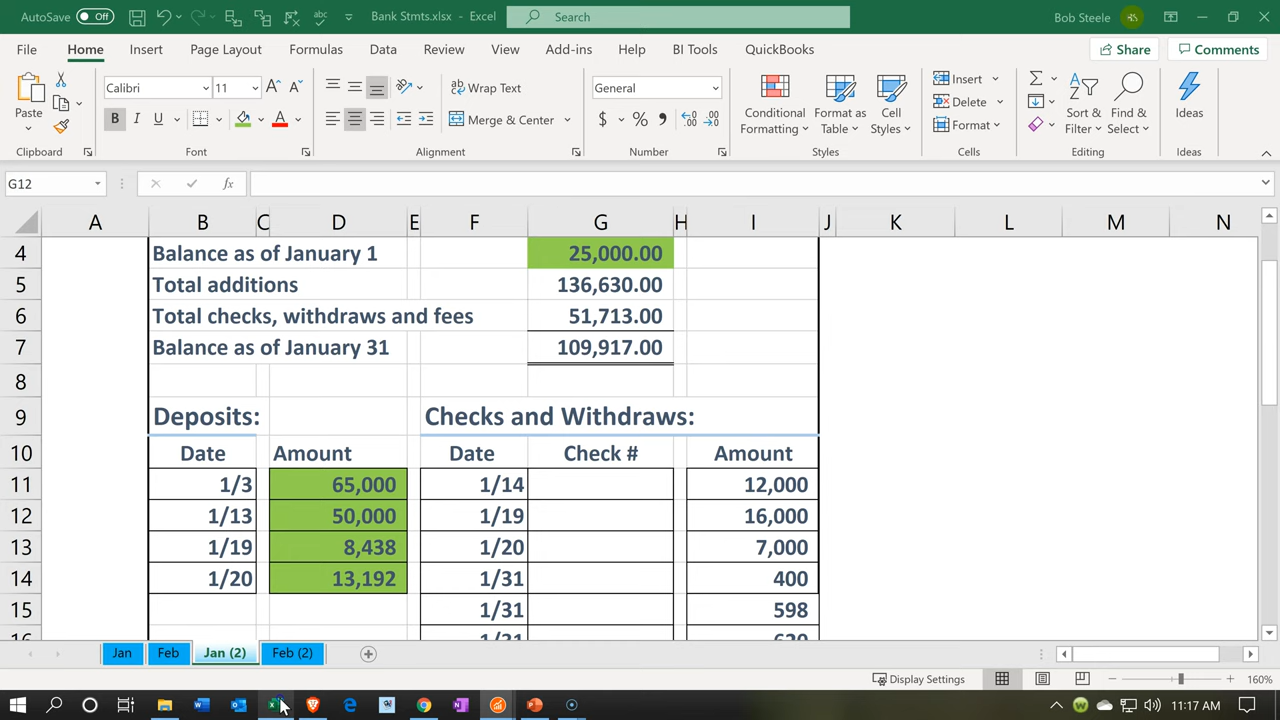 AutoSave Off Bank Stmts.xlsx - Excel Search Bob Steele BS
File Home Insert Page Layout Formulas Data Review View Add-ins Help BI Tools QuickBooks Share Comments
Calibri 11 A A Wrap Text General Insert
Paste B I U A Merge & Center $ % Conditional Formatting Format as Table Cell Styles Delete Format Sort & Filter Find & Select Ideas
Clipboard Font Alignment Number Styles Cells Editing Ideas
G12 fx
A B C D E F G H I J K L M N
4 Balance as of January 1 25,000.00
5 Total additions 136,630.00
6 Total checks, withdraws and fees 51,713.00
7 Balance as of January 31 109,917.00
8
9 Deposits: Checks and Withdraws:
10 Date Amount Date Check # Amount
11 1/3 65,000 1/14 12,000
12 1/13 50,000 1/19 16,000
13 1/19 8,438 1/20 7,000
14 1/20 13,192 1/31 400
15 1/31 598
16 1/31 620
Jan Feb Jan (2) Feb (2)
Display Settings 160%
11:17 AM